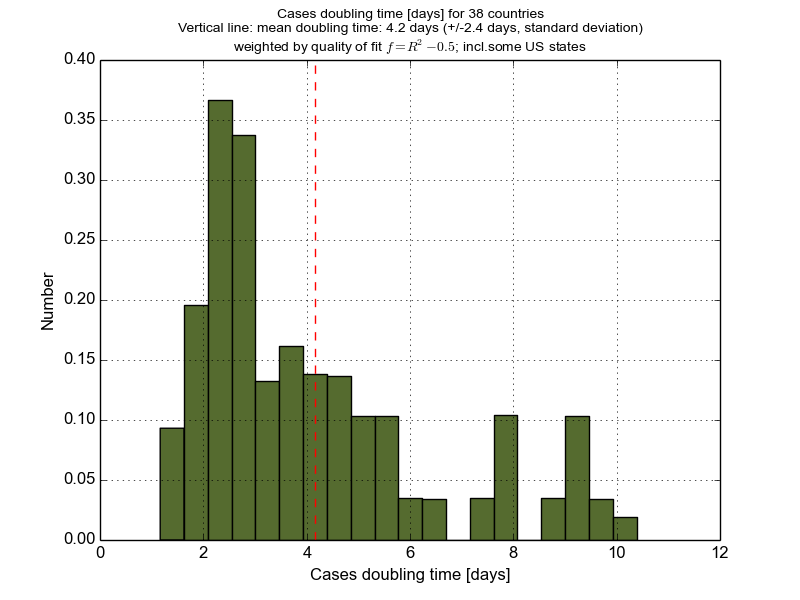 Cases doubling time [days] for 38 countries
Vertical line: mean doubling time: 4.2 days (+/-2.4 days, standard deviation)
weighted by quality of fit f = R² − 0.5; incl.some US states
0.40
0.35
0.30
0.25
0.20
0.15
0.10
0.05
0.00
Number
0 2 4 6 8 10 12
Cases doubling time [days]